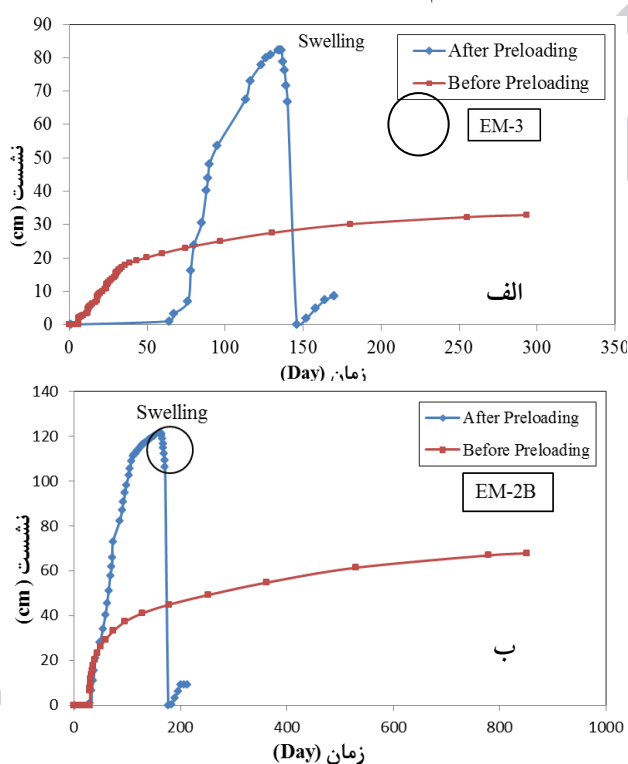 90
80
70
60
50
40
30
20
10
0
نشست (cm)
Swelling
After Preloading
Before Preloading
EM-3
الف
0 50 100 150 200 250 300 350
زمان (Day)
140
120
100
80
60
40
20
0
نشست (cm)
Swelling
After Preloading
Before Preloading
EM-2B
ب
0 200 400 600 800 1000
زمان (Day)